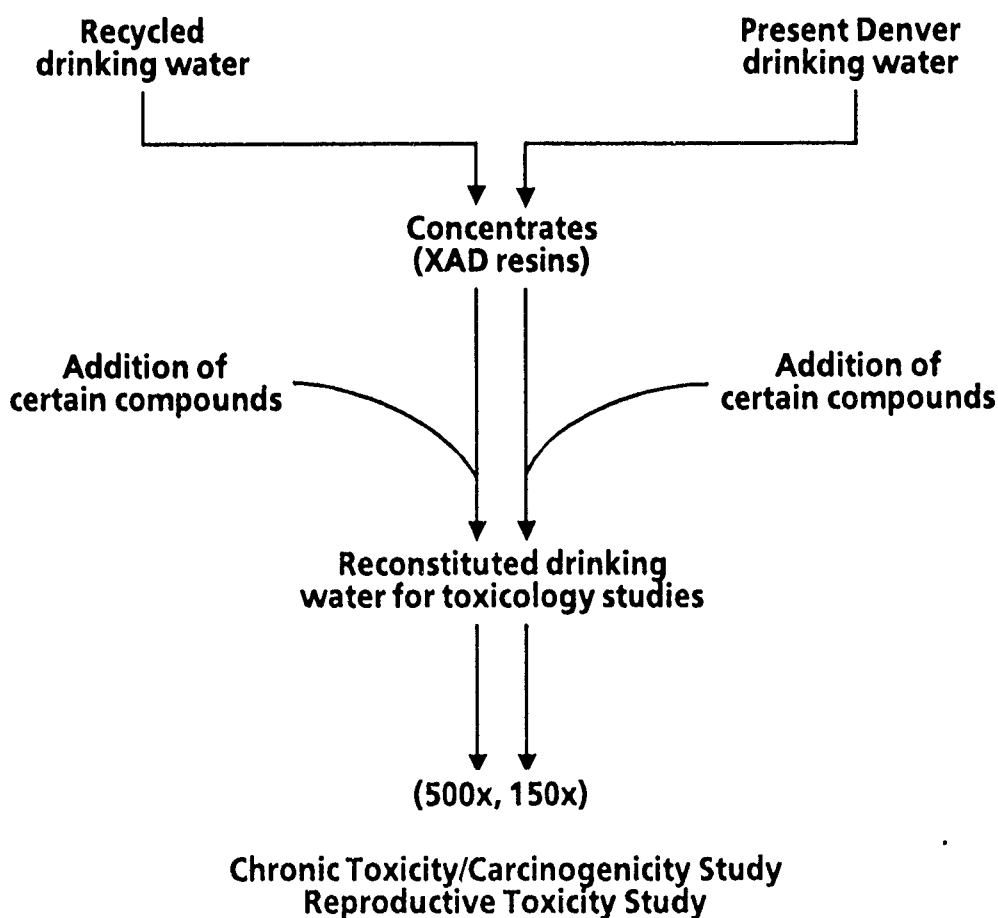 Recycled
drinking water
Present Denver
drinking water
Concentrates
(XAD resins)
Addition of
certain compounds
Addition of
certain compounds
Reconstituted drinking
water for toxicology studies
(500x, 150x)
Chronic Toxicity/Carcinogenicity Study
Reproductive Toxicity Study